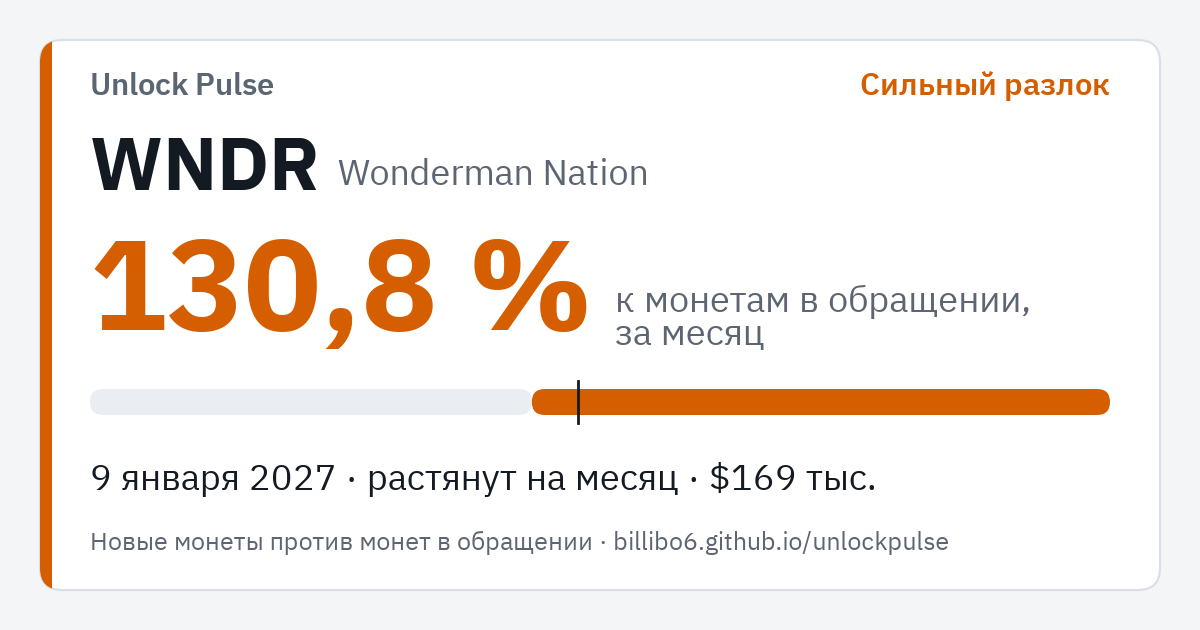 Unlock Pulse
Сильный разлок
WNDR Wonderman Nation
130,8 % к монетам в обращении,
за месяц
9 января 2027 · растянут на месяц · $169 тыс.
Новые монеты против монет в обращении · billibo6.github.io/unlockpulse